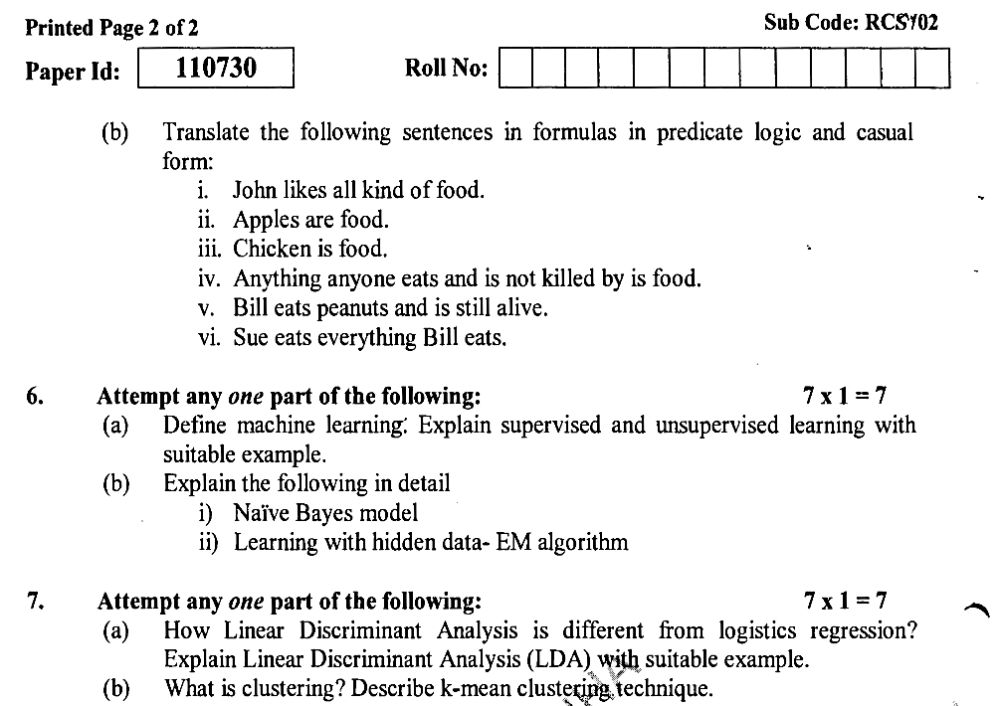 Printed Page 2 of 2 Sub Code: RCS702
Paper Id: 110730 Roll No:
(b) Translate the following sentences in formulas in predicate logic and casual
form:
i. John likes all kind of food.
ii. Apples are food.
iii. Chicken is food.
iv. Anything anyone eats and is not killed by is food.
v. Bill eats peanuts and is still alive.
vi. Sue eats everything Bill eats.
6. Attempt any one part of the following: 7 x 1 = 7
(a) Define machine learning. Explain supervised and unsupervised learning with
suitable example.
(b) Explain the following in detail
i) Naïve Bayes model
ii) Learning with hidden data- EM algorithm
7. Attempt any one part of the following: 7 x 1 = 7
(a) How Linear Discriminant Analysis is different from logistics regression?
Explain Linear Discriminant Analysis (LDA) with suitable example.
(b) What is clustering? Describe k-mean clustering technique.